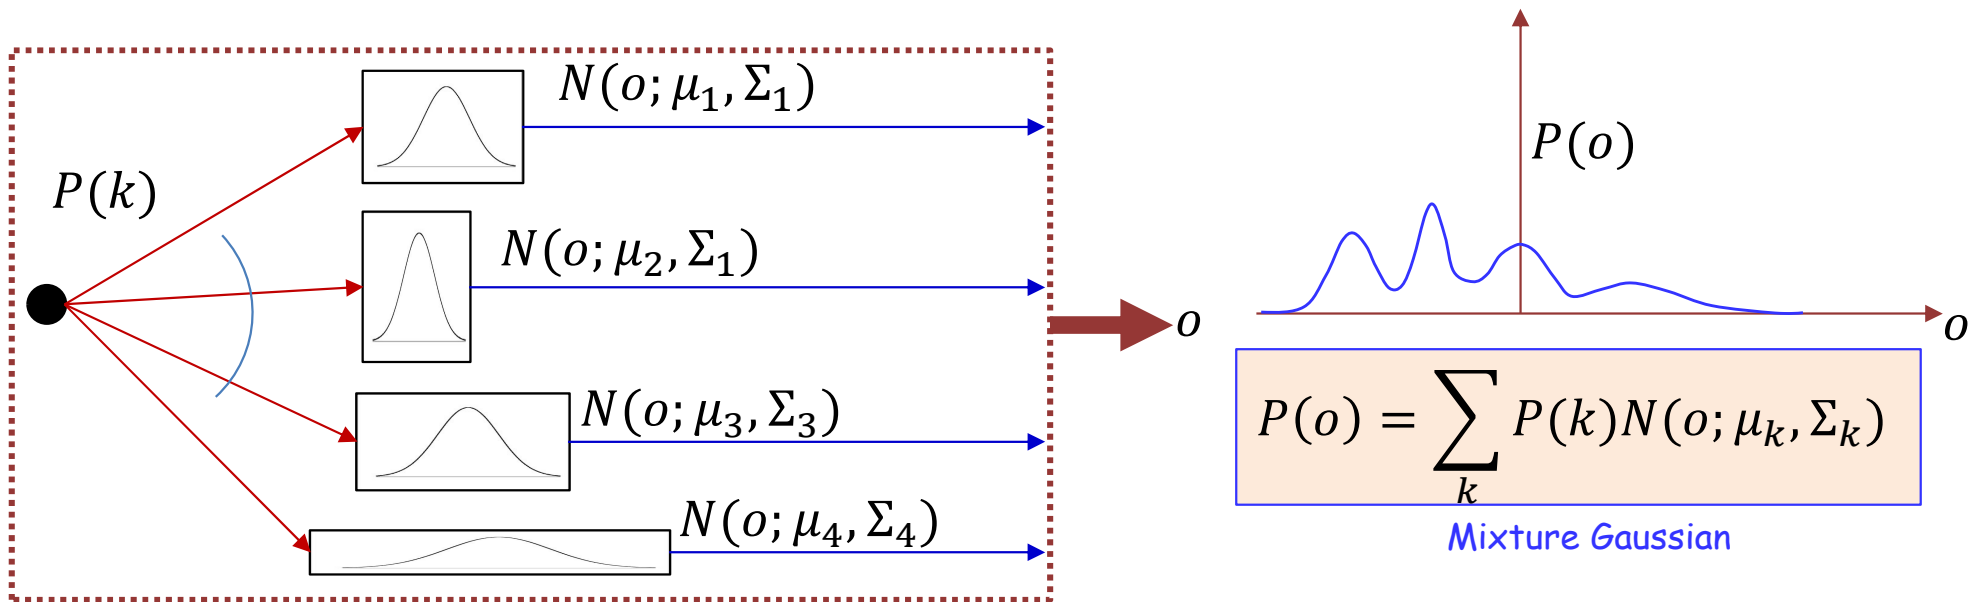 P(k)
N(o; μ₁, Σ₁)
N(o; μ₂, Σ₁)
N(o; μ₃, Σ₃)
N(o; μ₄, Σ₄)
o
P(o)
o
P(o) = ∑ₖ P(k)N(o; μₖ, Σₖ)
Mixture Gaussian